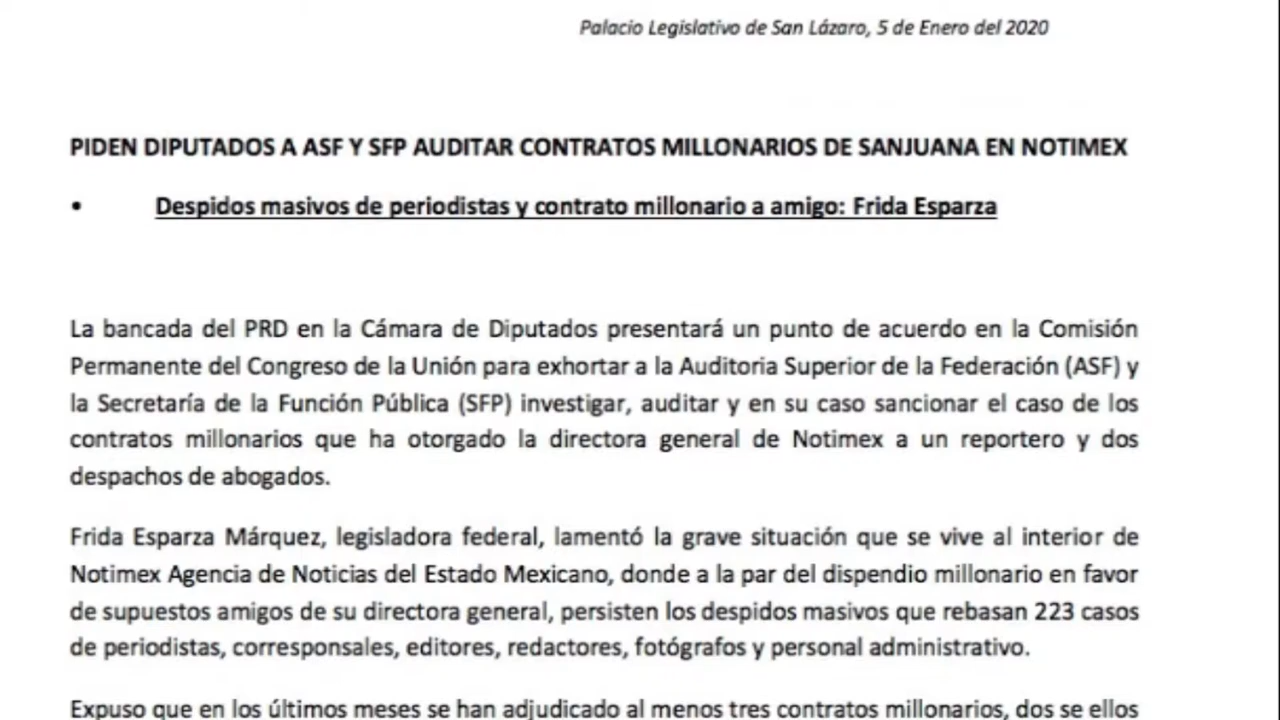 Palacio Legislativo de San Lázaro, 5 de Enero del 2020
PIDEN DIPUTADOS A ASF Y SFP AUDITAR CONTRATOS MILLONARIOS DE SANJUANA EN NOTIMEX
• Despidos masivos de periodistas y contrato millonario a amigo: Frida Esparza
La bancada del PRD en la Cámara de Diputados presentará un punto de acuerdo en la Comisión
Permanente del Congreso de la Unión para exhortar a la Auditoria Superior de la Federación (ASF) y
la Secretaría de la Función Pública (SFP) investigar, auditar y en su caso sancionar el caso de los
contratos millonarios que ha otorgado la directora general de Notimex a un reportero y dos
despachos de abogados.
Frida Esparza Márquez, legisladora federal, lamentó la grave situación que se vive al interior de
Notimex Agencia de Noticias del Estado Mexicano, donde a la par del dispendio millonario en favor
de supuestos amigos de su directora general, persisten los despidos masivos que rebasan 223 casos
de periodistas, corresponsales, editores, redactores, fotógrafos y personal administrativo.
Expuso que en los últimos meses se han adjudicado al menos tres contratos millonarios, dos se ellos